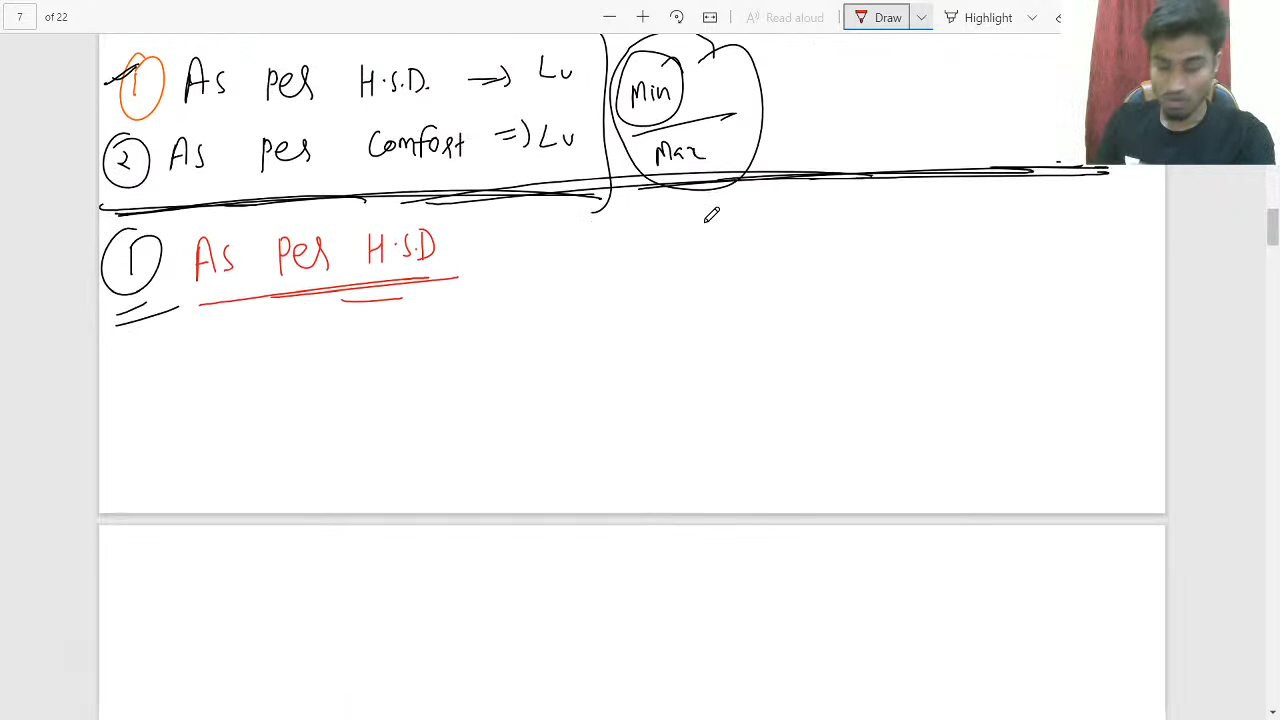 7 of 22
Read aloud
Draw
Highlight
1 As per H.S.D. → Lv
Min
2 As per Comfort ⇒ Lv
Max
1 As per H.S.D